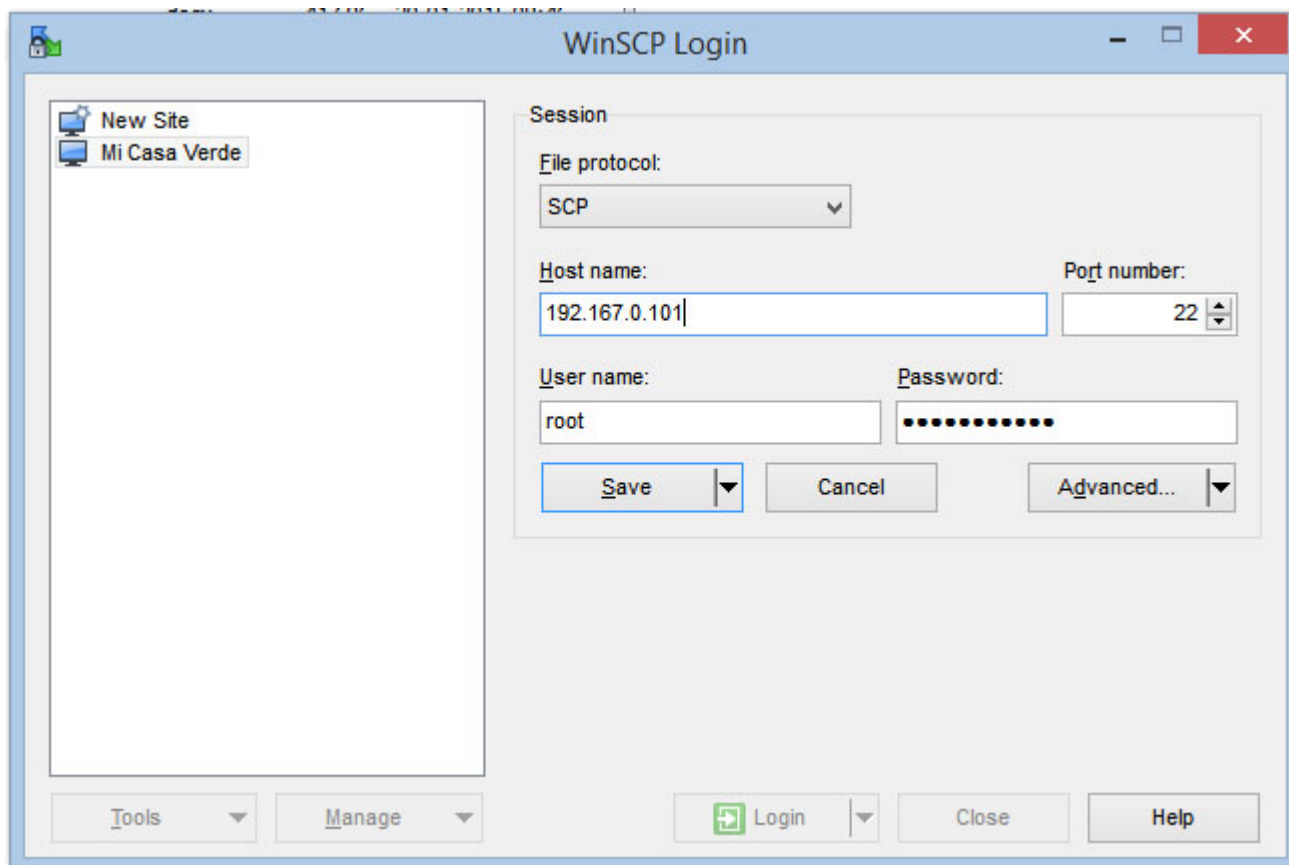 WinSCP Login
New Site
Mi Casa Verde
Session
File protocol:
SCP
Host name:
Port number:
192.167.0.101
22
User name:
Password:
root
Save
Cancel
Advanced...
Tools
Manage
Login
Close
Help